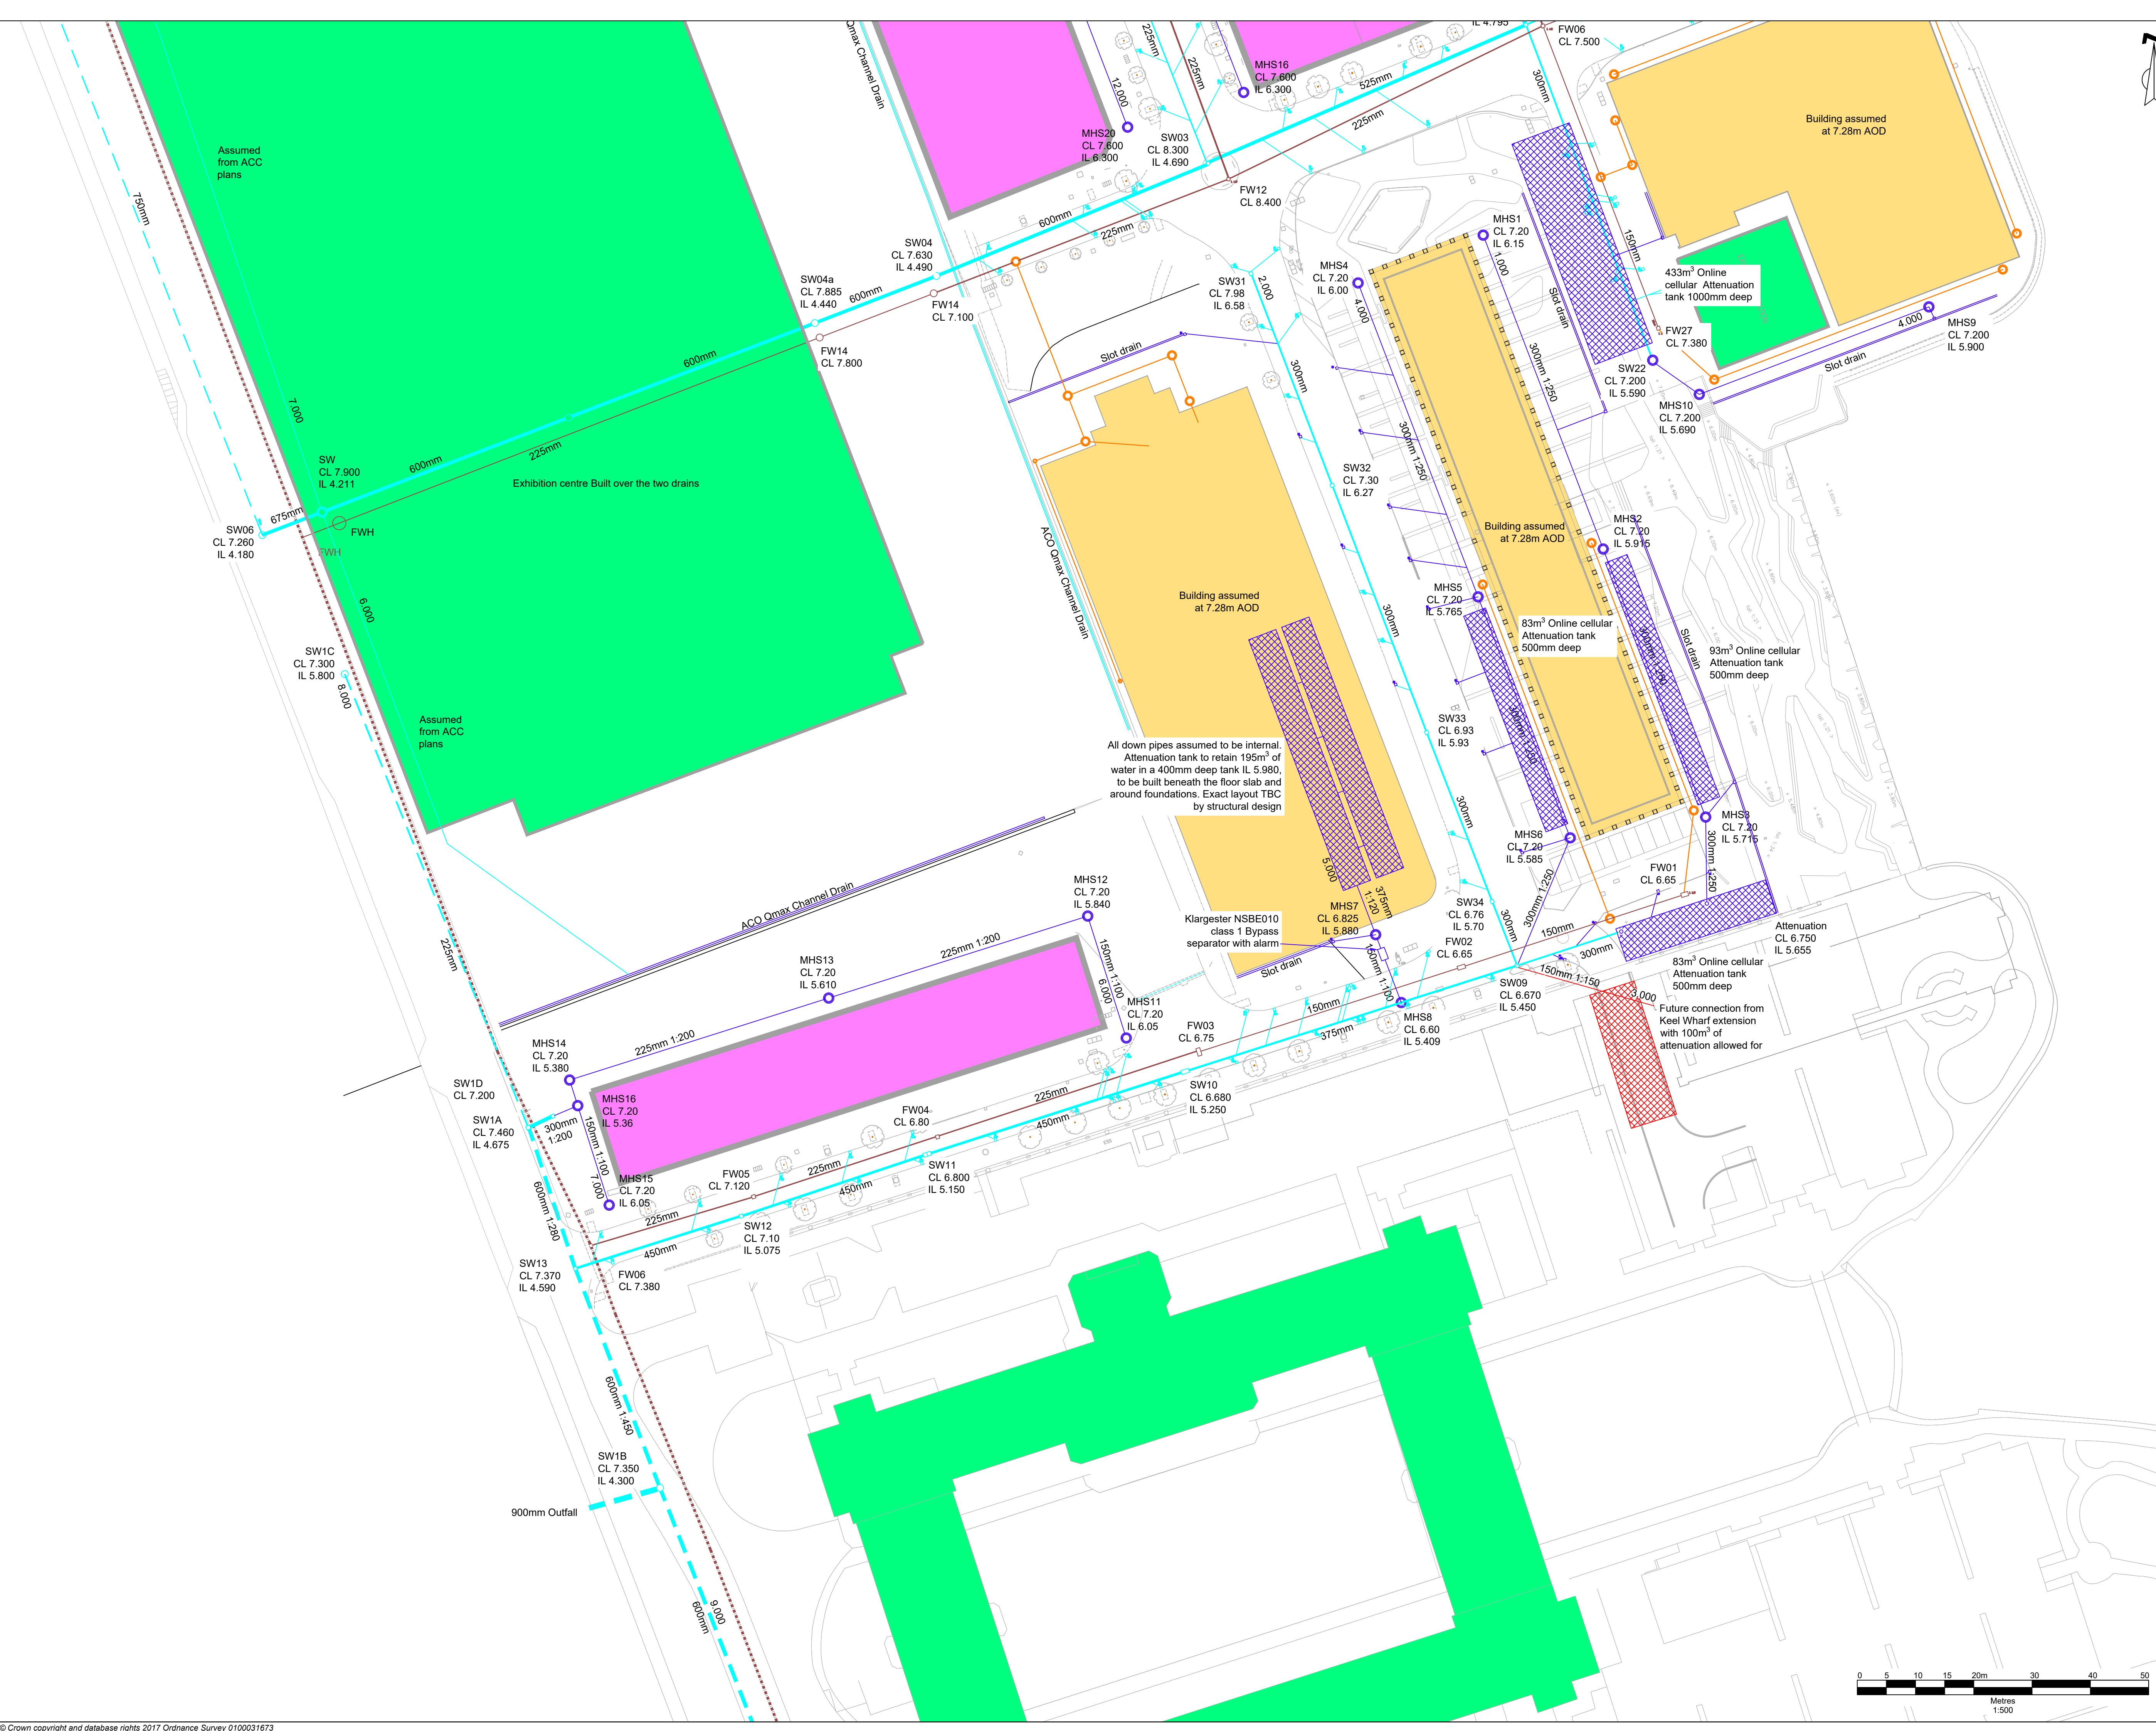 Qmax Channel Drain
225mm
225mm
IL 4.795
FW06
CL 7.500
12.000
MHS16
CL 7.600
IL 6.300
525mm
225mm
300mm
MHS20
CL 7.600
IL 6.300
SW03
CL 8.300
IL 4.690
Building assumed
at 7.28m AOD
Assumed
from ACC
plans
750mm
FW12
CL 8.400
600mm
225mm
SW04
CL 7.630
IL 4.490
MHS1
CL 7.20
IL 6.15
1.000
150mm
SW04a
CL 7.885
IL 4.440
600mm
FW14
CL 7.100
SW31
CL 7.98
IL 6.58
2.000
MHS4
CL 7.20
IL 6.00
4.000
Slot drain
433m³ Online
cellular Attenuation
tank 1000mm deep
FW27
CL 7.380
4.000
MHS9
CL 7.200
IL 5.900
Slot drain
FW14
CL 7.800
600mm
Slot drain
300mm
300mm 1:250
SW22
CL 7.200
IL 5.590
MHS10
CL 7.200
IL 5.690
7.000
SW
CL 7.900
IL 4.211
600mm
225mm
Exhibition centre Built over the two drains
300mm 1:250
SW32
CL 7.30
IL 6.27
675mm
SW06
CL 7.260
IL 4.180
FWH
FWH
ACO Qmax Channel Drain
Building assumed
at 7.28m AOD
MHS2
CL 7.20
IL 5.915
Building assumed
at 7.28m AOD
MHS5
CL 7.20
IL 5.765
6.000
300mm
83m³ Online cellular
Attenuation tank
500mm deep
300mm 1:250
Slot drain
93m³ Online cellular
Attenuation tank
500mm deep
SW1C
CL 7.300
IL 5.800
8.000
Assumed
from ACC
plans
SW33
CL 6.93
IL 5.93
All down pipes assumed to be internal.
Attenuation tank to retain 195m³ of
water in a 400mm deep tank IL 5.980,
to be built beneath the floor slab and
around foundations. Exact layout TBC
by structural design
300mm
MHS6
CL 7.20
IL 5.585
MHS3
CL 7.20
IL 5.715
300mm 1:250
5.000
375mm
1:120
FW01
CL 6.65
300mm 1:250
ACO Qmax Channel Drain
MHS12
CL 7.20
IL 5.840
Klargester NSBE010
class 1 Bypass
separator with alarm
MHS7
CL 6.825
IL 5.880
SW34
CL 6.76
IL 5.70
300mm
150mm
300mm
Attenuation
CL 6.750
IL 5.655
225mm
225mm 1:200
150mm 1:100
6.000
Slot drain
150mm 1:100
FW02
CL 6.65
MHS13
CL 7.20
IL 5.610
83m³ Online cellular
Attenuation tank
500mm deep
150mm 1:150
3.000
SW09
CL 6.670
IL 5.450
Future connection from
Keel Wharf extension
with 100m³ of
attenuation allowed for
MHS11
CL 7.20
IL 6.05
FW03
CL 6.75
150mm
375mm
MHS8
CL 6.60
IL 5.409
225mm 1:200
MHS14
CL 7.20
IL 5.380
SW1D
CL 7.200
MHS16
CL 7.20
IL 5.36
SW10
CL 6.680
IL 5.250
225mm
450mm
FW04
CL 6.80
SW1A
CL 7.460
IL 4.675
300mm
1:200
150mm 1:100
7.000
MHS15
CL 7.20
IL 6.05
FW05
CL 7.120
225mm
SW11
CL 6.800
IL 5.150
450mm
600mm 1:280
225mm
450mm
SW12
CL 7.10
IL 5.075
SW13
CL 7.370
IL 4.590
FW06
CL 7.380
600mm 1:450
SW1B
CL 7.350
IL 4.300
900mm Outfall
9.000
600mm
0 5 10 15 20m 30 40 50
Metres
1:500
© Crown copyright and database rights 2017 Ordnance Survey 0100031673